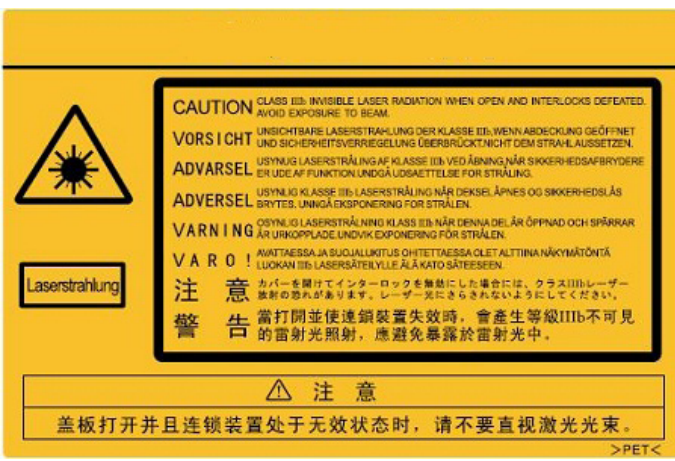 CAUTION CLASS IIIb INVISIBLE LASER RADIATION WHEN OPEN AND INTERLOCKS DEFEATED.
AVOID EXPOSURE TO BEAM.
VORSICHT UNSICHTBARE LASERSTRAHLUNG DER KLASSE IIIb,WENN ABDECKUNG GEÖFFNET
UND SICHERHEITSVERRIEGELUNG ÜBERBRÜCKT.NICHT DEM STRAHL AUSSETZEN.
ADVARSEL USYNUG LASERSTRÅLING AF KLASSE IIIb VED ÅBNING,NÅR SIKKERHEDSAFBRYDERE
ER UDE AF FUNKTION.UNDGÅ UDSAETTELSE FOR STRÅLING.
ADVERSEL USYNLIG KLASSE IIIb LASERSTRÅLING NÅR DEKSEL ÅPNES OG SIKKERHEDSLÅS
BRYTES. UNNGÅ EKSPONERING FOR STRÅLEN.
VARNING OSYNLIG LASERSTRÅLNING KLASS IIIb NÄR DENNA DEL ÄR ÖPPNAD OCH SPÄRRAR
ÄR URKOPPLADE.UNDVIK EXPONERING FÖR STRÅLEN.
VARO! AVATTAESSA JA SUOJALUKITUS OHITETTAESSA OLET ALTTIINA NÄKYMÄTÖNTÄ
LUOKAN IIIb LASERSÄTEILYLLE.ÄLÄ KATO SÄTEESEEN.
注意 カバーを開けてインターロックを無効にした場合には、クラスIIIbレーザー
放射の恐れがあります。レーザー光にさらされないようにしてください。
警告 當打開並使連鎖裝置失效時，會產生等級IIIb不可見
的雷射光照射，應避免暴露於雷射光中。
Laserstrahlung
⚠ 注意
盖板打开并且连锁装置处于无效状态时，请不要直视激光光束。
>PET<